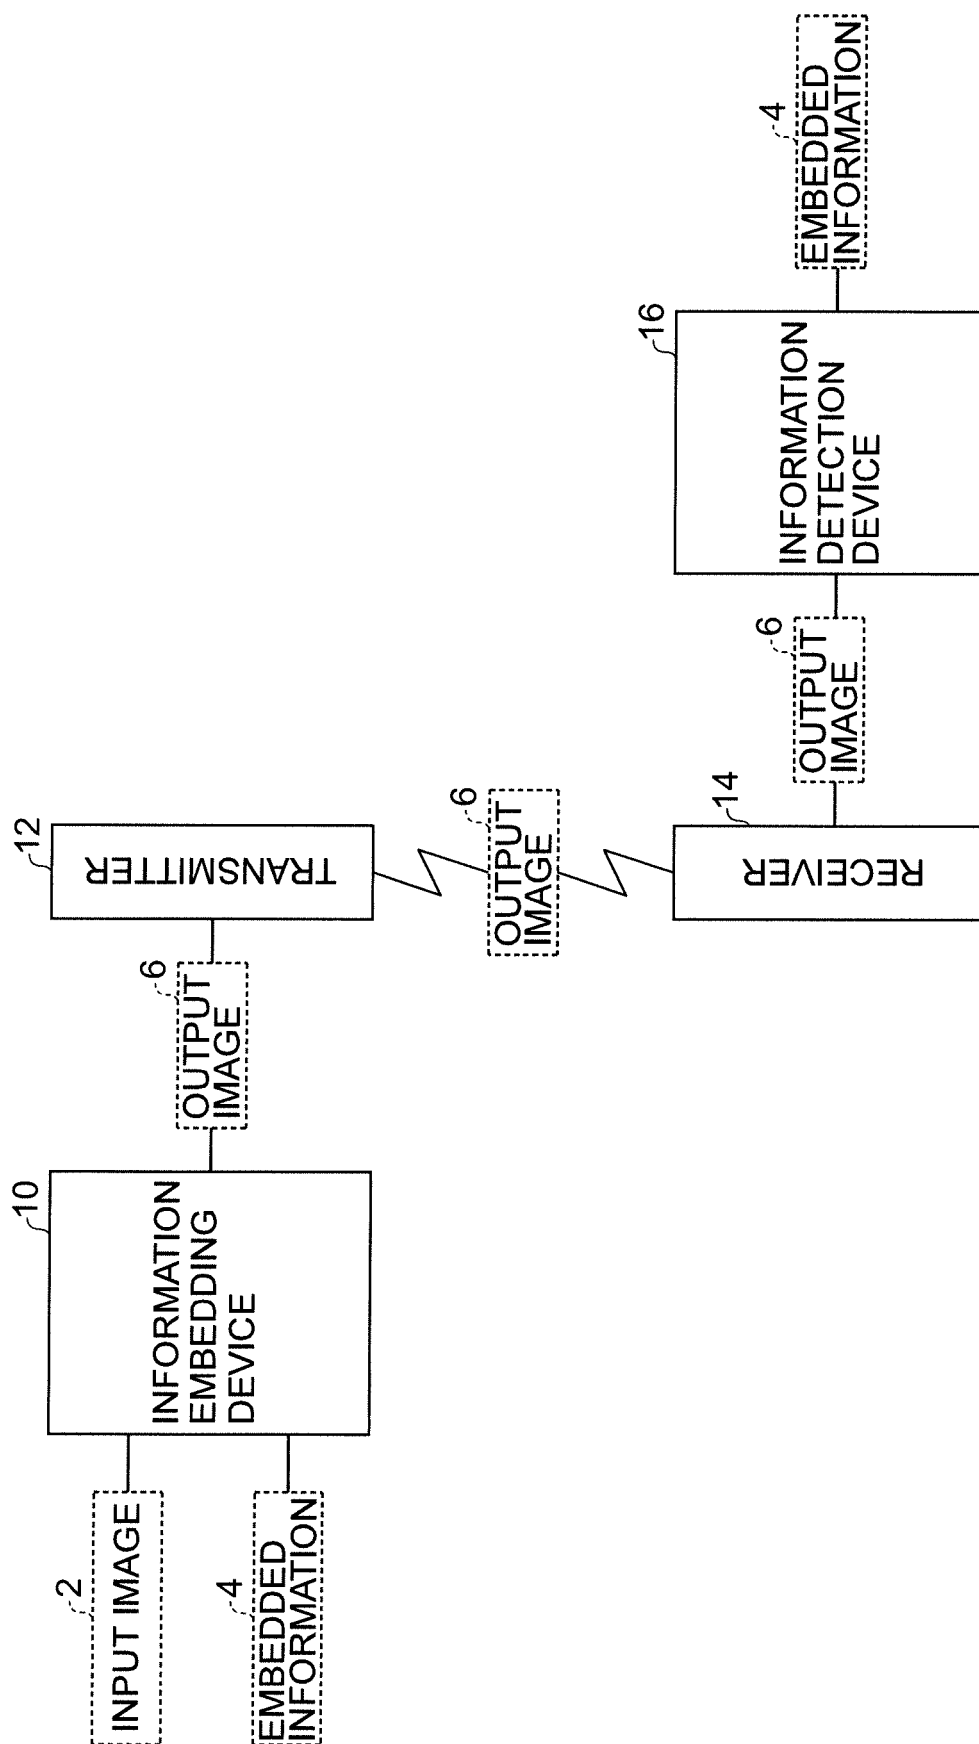 2
INPUT IMAGE
4
EMBEDDED
INFORMATION
10
INFORMATION
EMBEDDING
DEVICE
6
OUTPUT
IMAGE
12
TRANSMITTER
6
OUTPUT
IMAGE
14
RECEIVER
6
OUTPUT
IMAGE
16
INFORMATION
DETECTION
DEVICE
4
EMBEDDED
INFORMATION